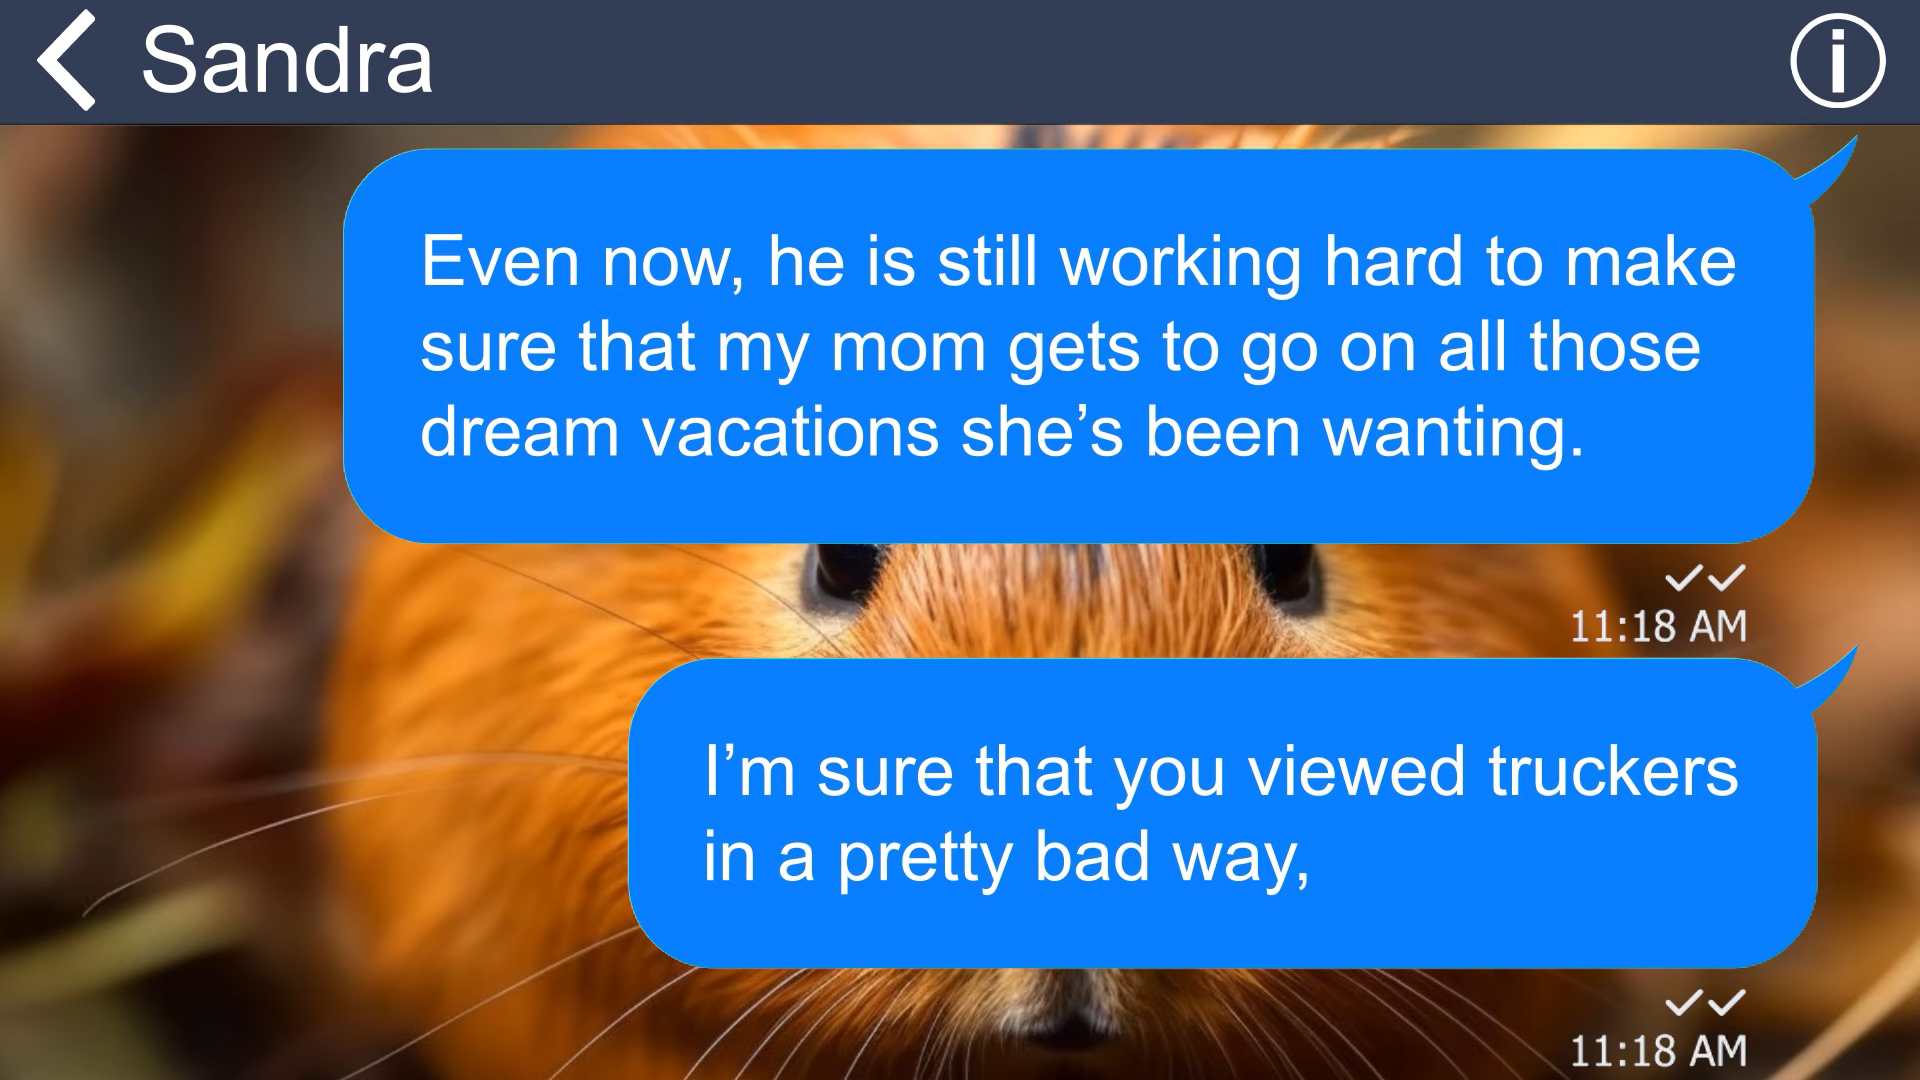 Sandra
Even now, he is still working hard to make
sure that my mom gets to go on all those
dream vacations she’s been wanting.
11:18 AM
I’m sure that you viewed truckers
in a pretty bad way,
11:18 AM